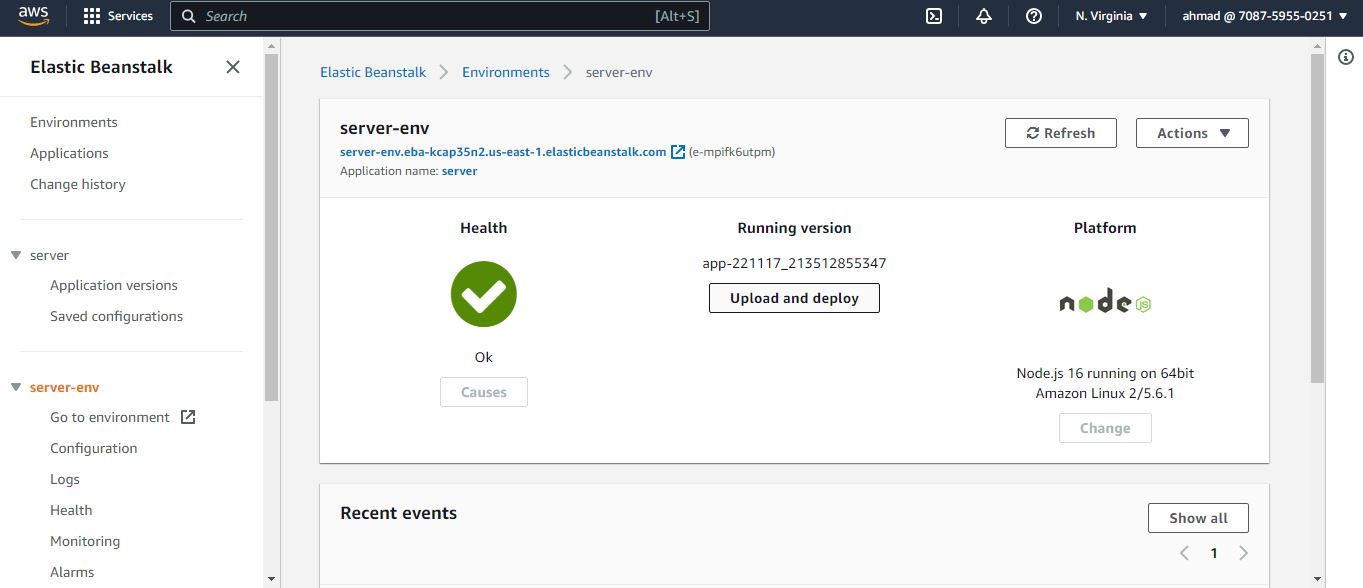 aws
Services
Search
[Alt+S]
N. Virginia
ahmad @ 7087-5955-0251
Elastic Beanstalk
Environments
Applications
Change history
server
Application versions
Saved configurations
server-env
Go to environment
Configuration
Logs
Health
Monitoring
Alarms
Elastic Beanstalk
Environments
server-env
server-env
server-env.eba-kcap35n2.us-east-1.elasticbeanstalk.com (e-mpifk6utpm)
Application name: server
Refresh
Actions
Health
Ok
Causes
Running version
app-221117_213512855347
Upload and deploy
Platform
node
JS
Node.js 16 running on 64bit
Amazon Linux 2/5.6.1
Change
Recent events
Show all
1